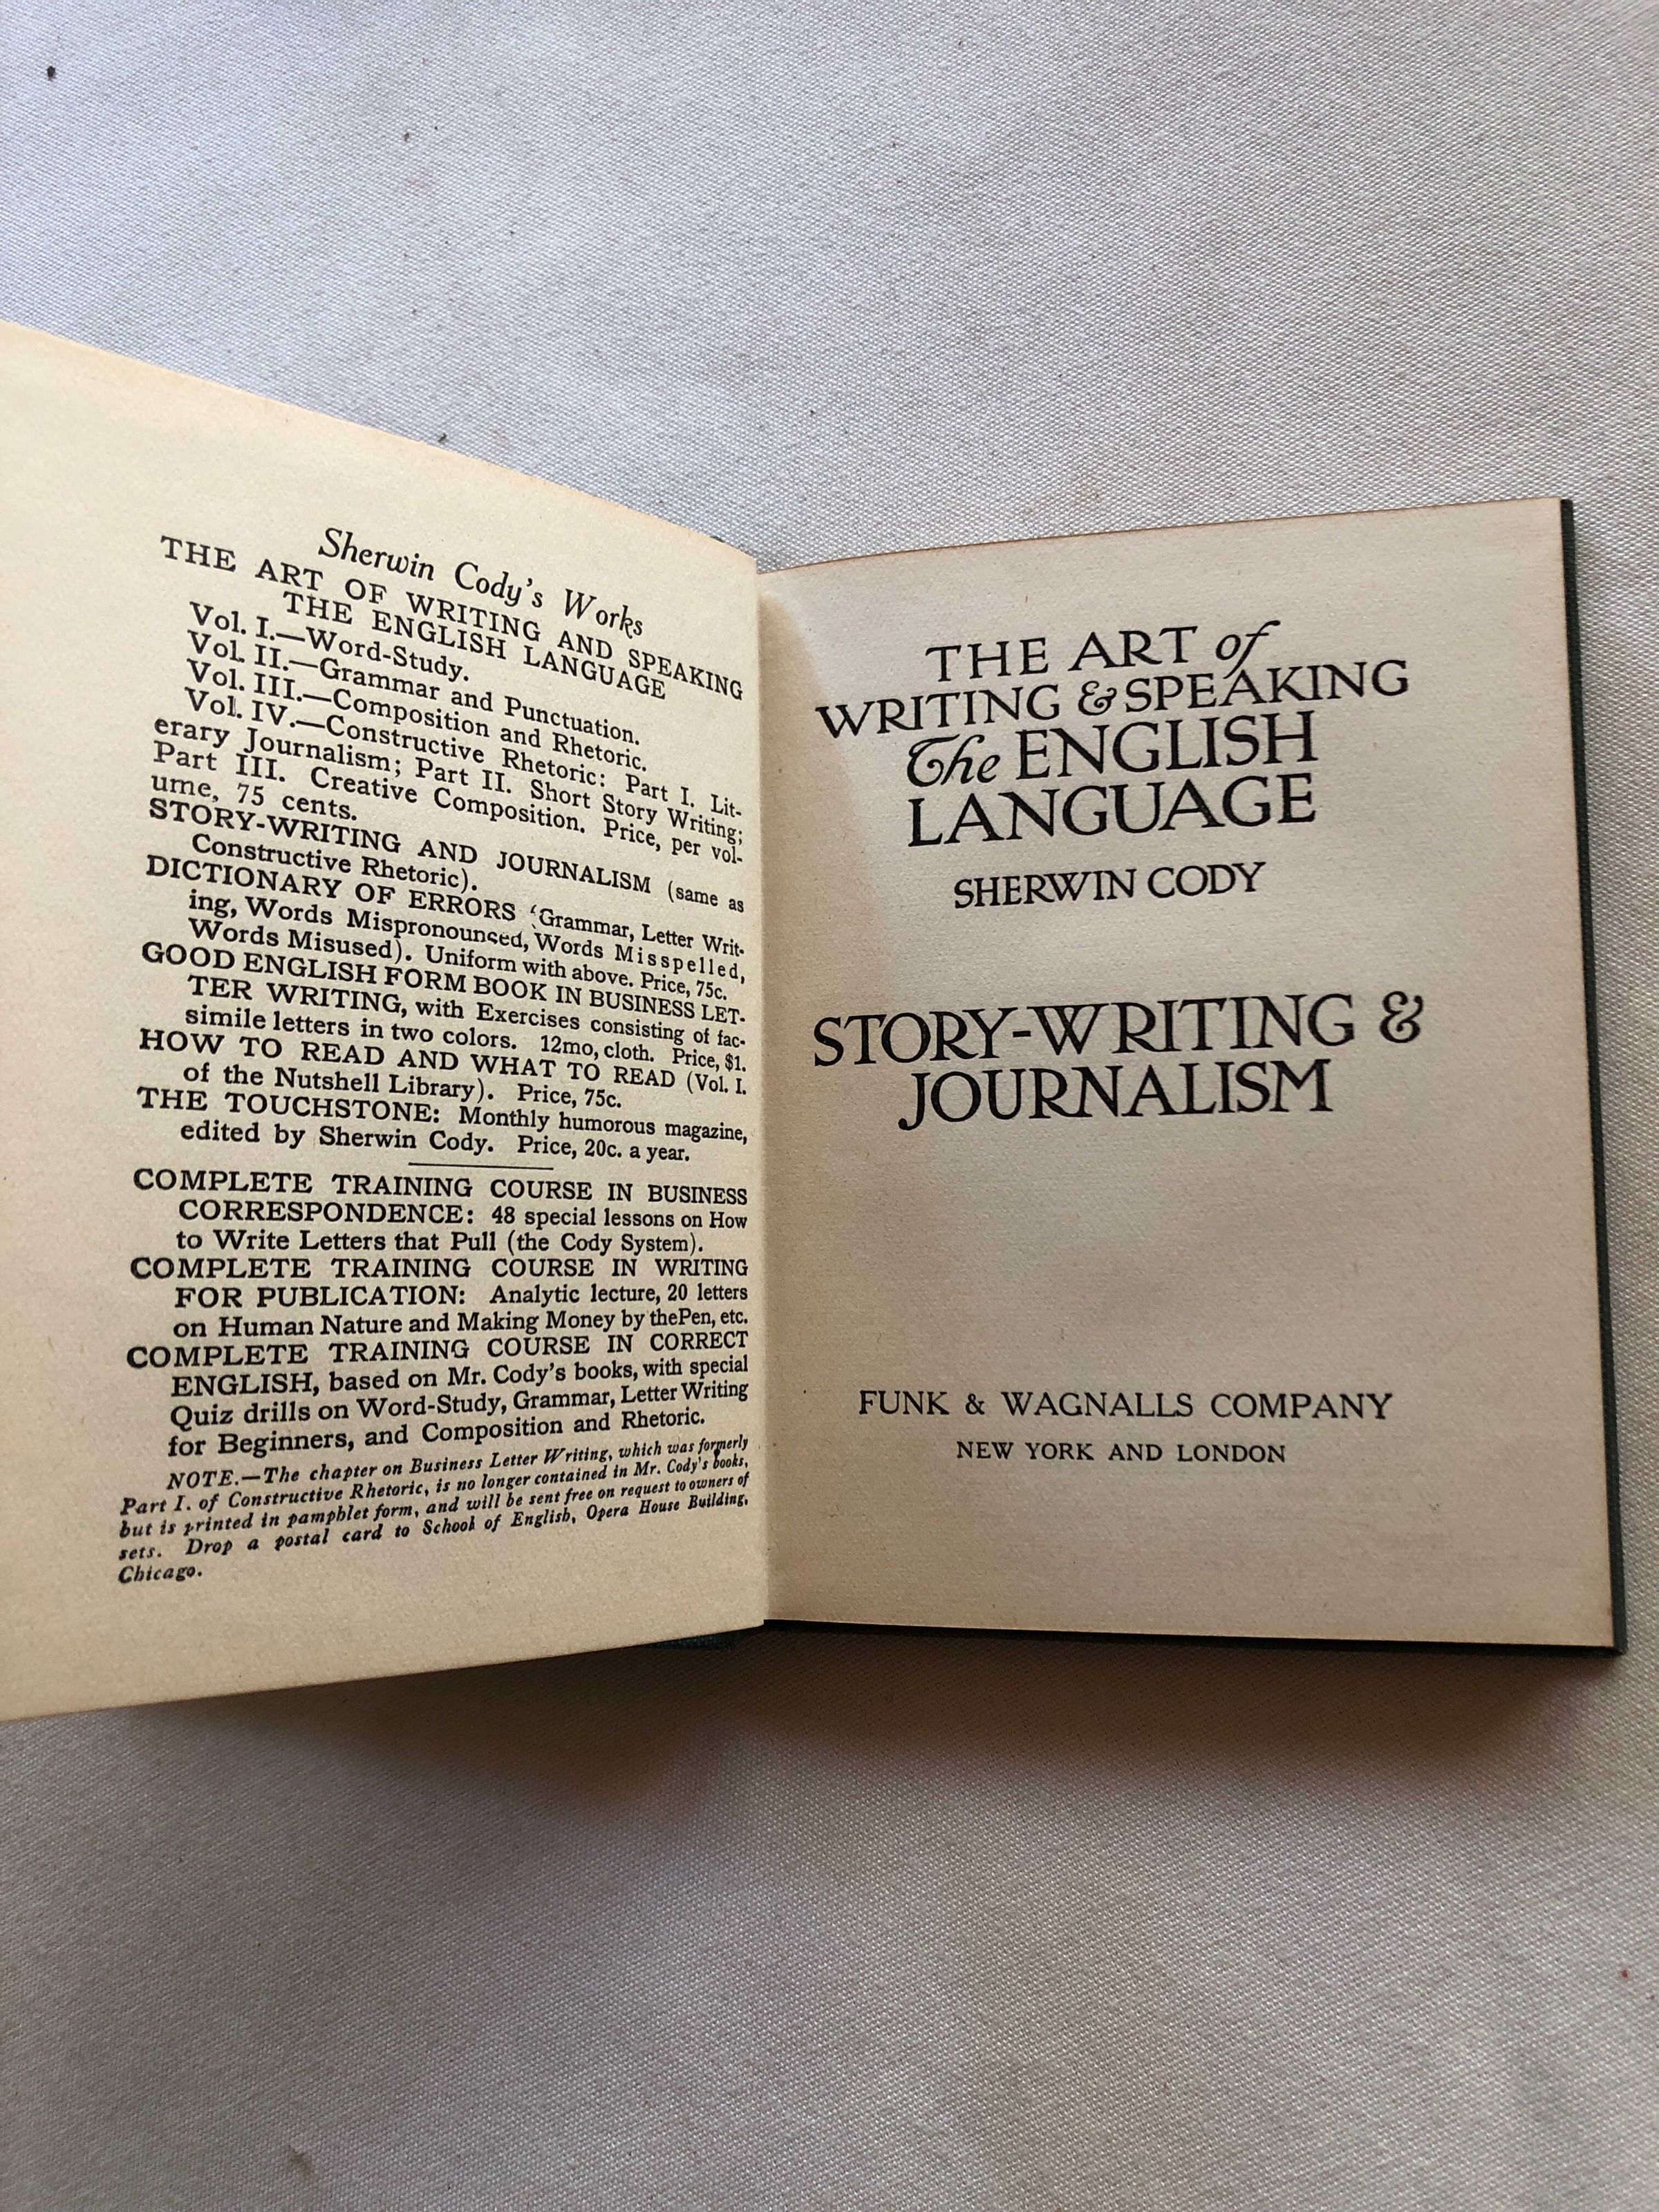 Sherwin Cody's Works
THE ART OF WRITING AND SPEAKING
THE ENGLISH LANGUAGE
Vol. I.—Word-Study.
Vol. II.—Grammar and Punctuation.
Vol. III.—Composition and Rhetoric.
Vol. IV.—Constructive Rhetoric: Part I. Lit-
erary Journalism; Part II. Short Story Writing;
Part III. Creative Composition. Price, per vol-
ume, 75 cents.
STORY-WRITING AND JOURNALISM (same as
Constructive Rhetoric).
DICTIONARY OF ERRORS (Grammar, Letter Writ-
ing, Words Mispronounced, Words Misspelled,
Words Misused). Uniform with above. Price, 75c.
GOOD ENGLISH FORM BOOK IN BUSINESS LET-
TER WRITING, with Exercises consisting of fac-
simile letters in two colors. 12mo, cloth. Price, $1.
HOW TO READ AND WHAT TO READ (Vol. I.
of the Nutshell Library). Price, 75c.
THE TOUCHSTONE: Monthly humorous magazine,
edited by Sherwin Cody. Price, 20c. a year.
COMPLETE TRAINING COURSE IN BUSINESS
CORRESPONDENCE: 48 special lessons on How
to Write Letters that Pull (the Cody System).
COMPLETE TRAINING COURSE IN WRITING
FOR PUBLICATION: Analytic lecture, 20 letters
on Human Nature and Making Money by the Pen, etc.
COMPLETE TRAINING COURSE IN CORRECT
ENGLISH, based on Mr. Cody's books, with special
Quiz drills on Word-Study, Grammar, Letter Writing
for Beginners, and Composition and Rhetoric.
NOTE.—The chapter on Business Letter Writing, which was formerly
Part I. of Constructive Rhetoric, is no longer contained in Mr. Cody's books,
but is printed in pamphlet form, and will be sent free on request to owners of
sets. Drop a postal card to School of English, Opera House Building,
Chicago.
THE ART of
WRITING & SPEAKING
The ENGLISH
LANGUAGE
SHERWIN CODY
STORY-WRITING &
JOURNALISM
FUNK & WAGNALLS COMPANY
NEW YORK AND LONDON